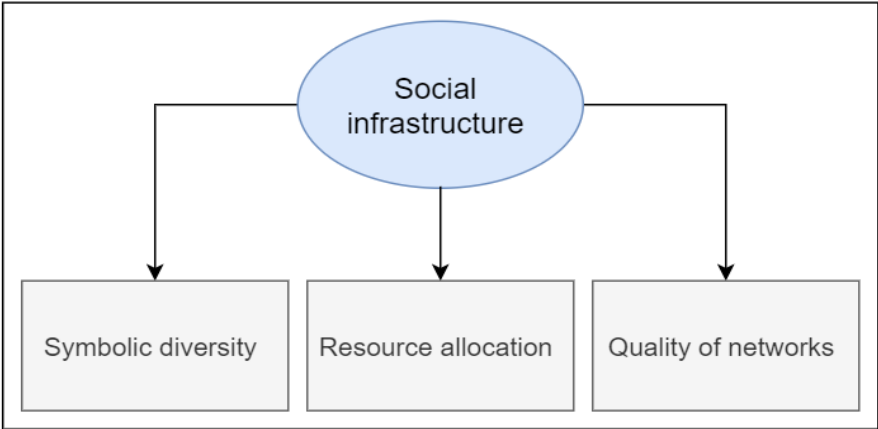 Social
infrastructure
Symbolic diversity
Resource allocation
Quality of networks